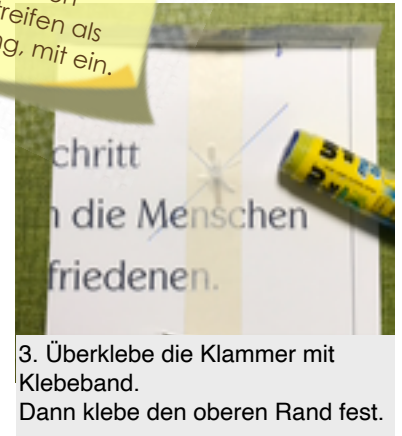 reifen als
g, mit ein.
chritt
die Menschen
friedenen.
3. Überklebe die Klammer mit
Klebeband.
Dann klebe den oberen Rand fest.